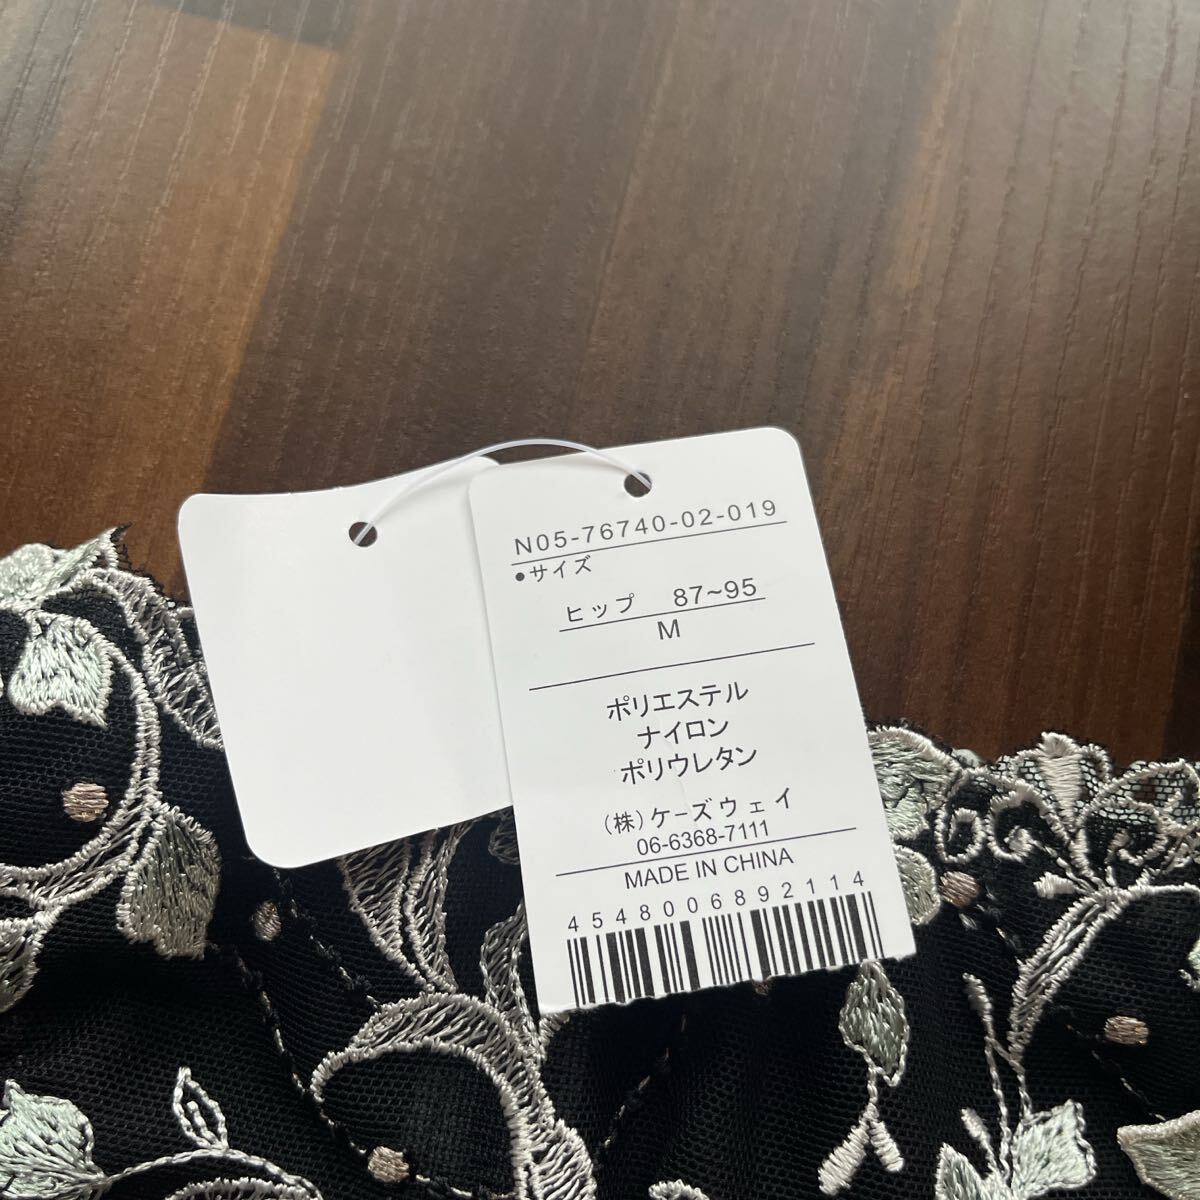 N05-76740-02-019
●サイズ
ヒップ 87~95
M
ポリエステル
ナイロン
ポリウレタン
(株)ケーズウェイ
06-6368-7111
MADE IN CHINA
4548006892114